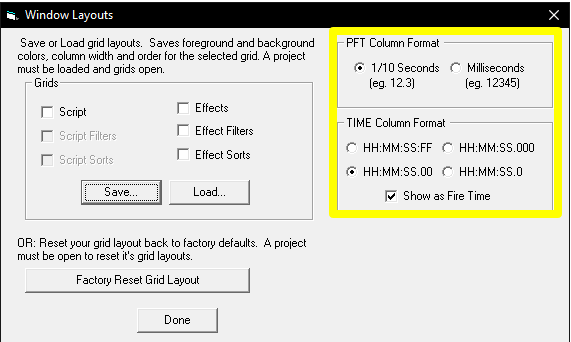 Window Layouts
Save or Load grid layouts.  Saves foreground and background
colors, column width and order for the selected grid. A project
must be loaded and grids open.
Grids
Script
Script Filters
Script Sorts
Effects
Effect Filters
Effect Sorts
Save...
Load...
OR: Reset your grid layout back to factory defaults.  A project
must be open to reset it's grid layouts.
Factory Reset Grid Layout
Done
PFT Column Format
1/10 Seconds
(eg. 12.3)
Milliseconds
(eg. 12345)
TIME Column Format
HH:MM:SS:FF
HH:MM:SS.000
HH:MM:SS.00
HH:MM:SS.0
Show as Fire Time